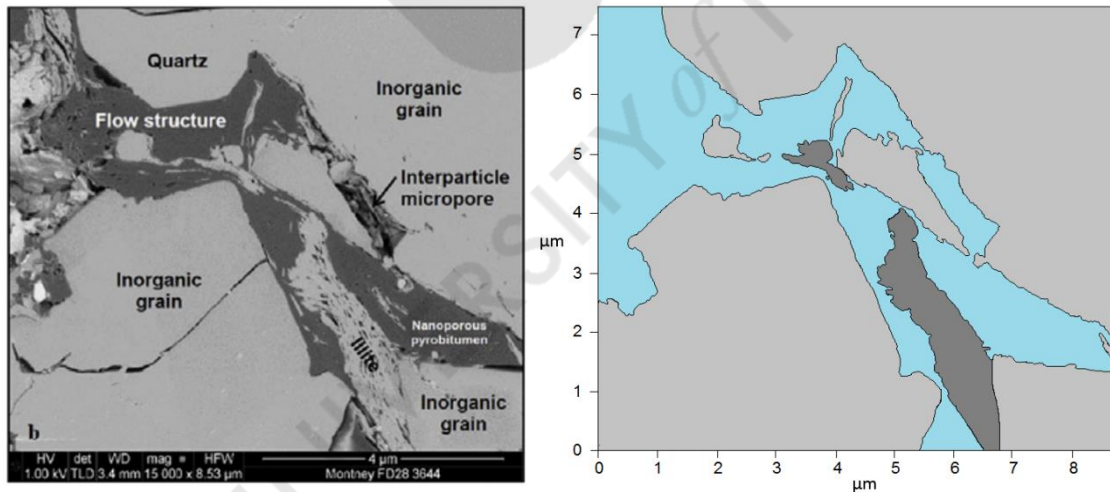 UNIVERSITY of
Quartz
Inorganic
grain
Flow structure
Interparticle
micropore
Inorganic
grain
Nanoporous
pyrobitumen
Illite
Inorganic
grain
b
HV det WD mag HFW 4 µm
1.00 kV TLD 3.4 mm 15 000 x 8.53 µm Montney FD28 3644
7
6
5
4
µm
3
2
1
0
0 1 2 3 4 5 6 7 8
µm